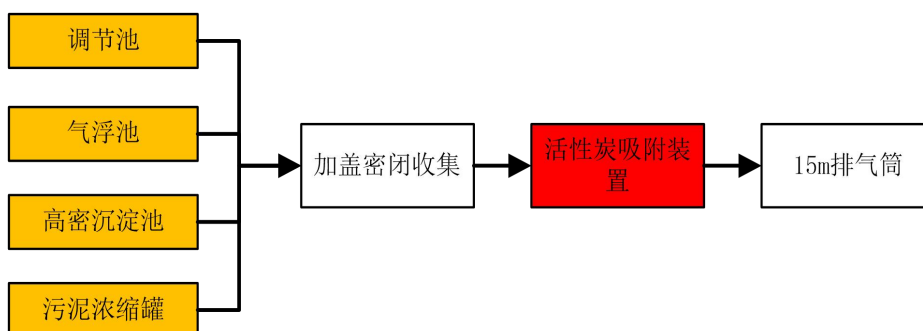 调节池
气浮池
高密沉淀池
污泥浓缩罐
加盖密闭收集
活性炭吸附装
置
15m排气筒